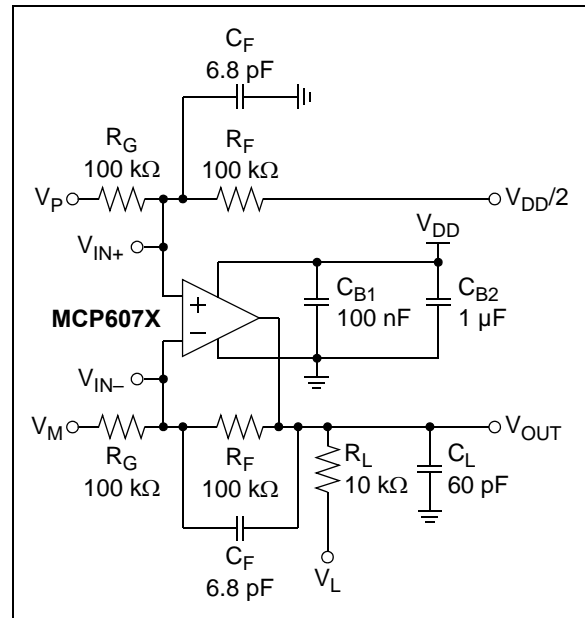 C_F
6.8 pF
R_G
100 kΩ
R_F
100 kΩ
V_P
V_DD/2
V_IN+
V_DD
MCP607X
+
−
C_B1
100 nF
C_B2
1 µF
V_IN–
V_M
V_OUT
R_G
100 kΩ
R_F
100 kΩ
R_L
10 kΩ
C_L
60 pF
C_F
6.8 pF
V_L